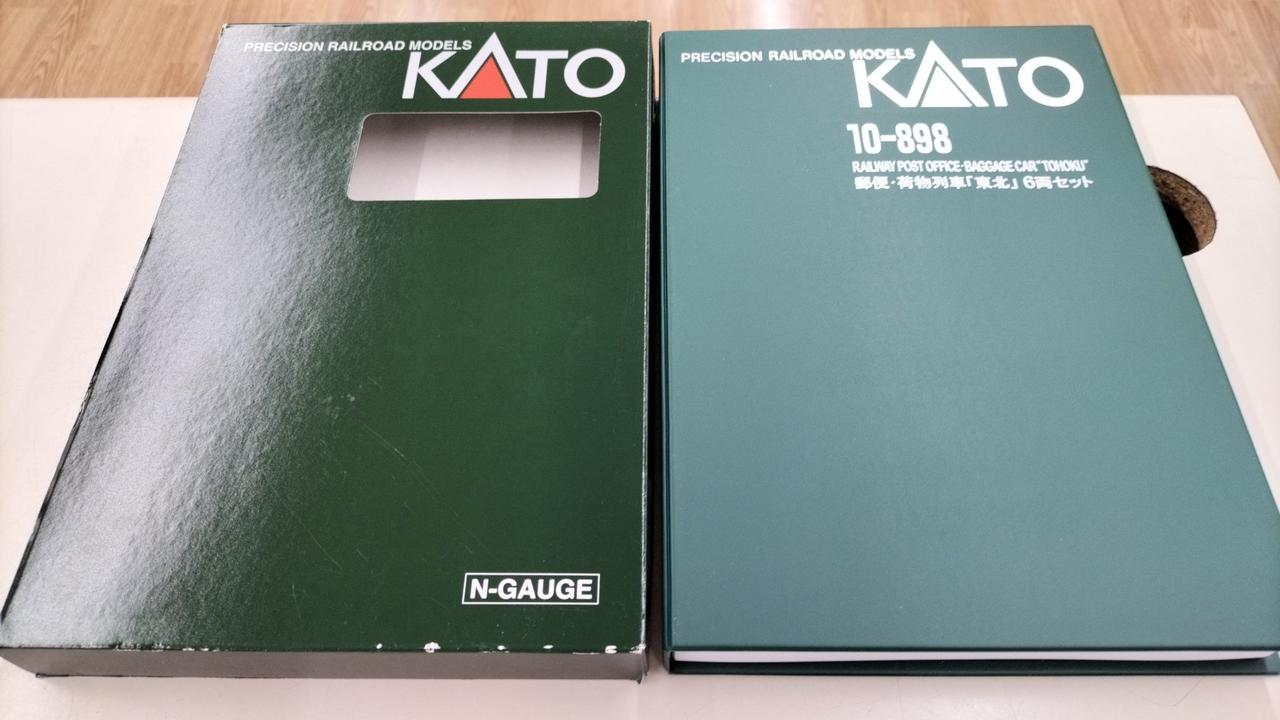 PRECISION RAILROAD MODELS
KATO
N-GAUGE
PRECISION RAILROAD MODELS
KATO
10-898
RAILWAY POST OFFICE·BAGGAGE CAR "TOHOKU"
郵便·荷物列車「東北」6両セット